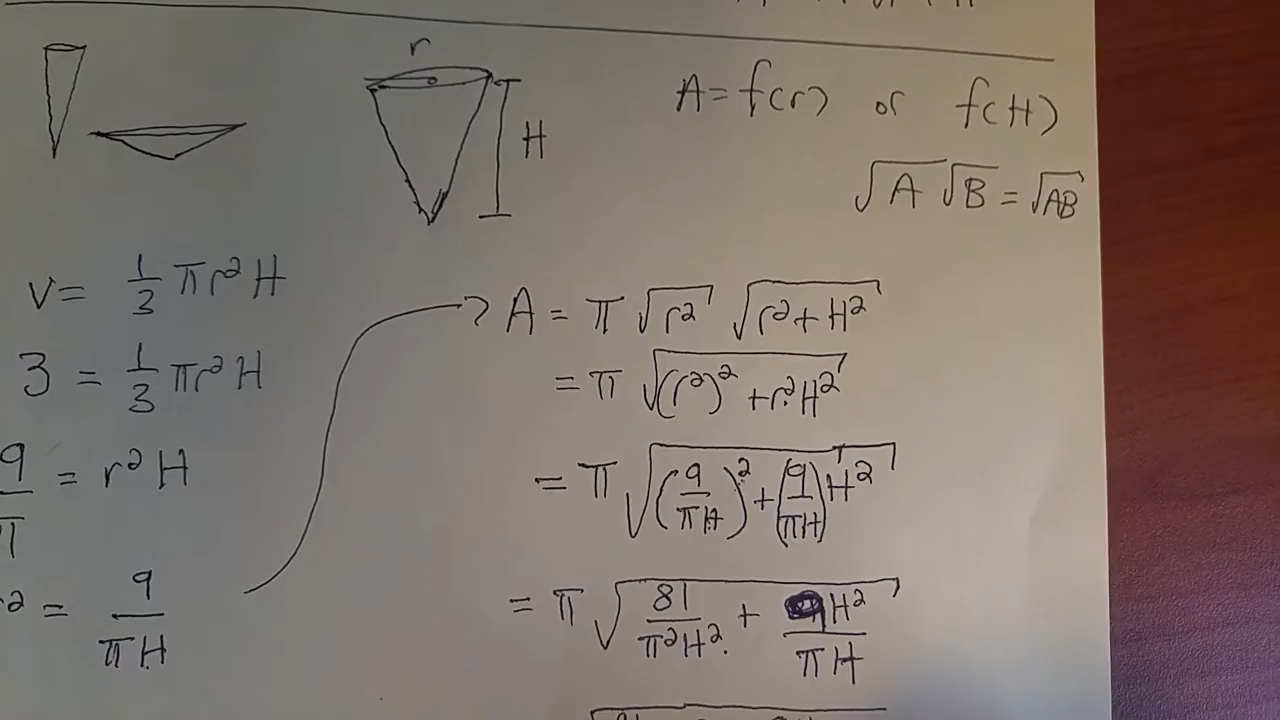 r
H
A = f(r) or f(H)
√A √B = √AB
V = 1/3 πr²H
3 = 1/3 πr²H
9/π = r²H
r² = 9/πH
A = π √r² √r²+H²
= π √(r²)² + r²H²
= π √(9/πH)² + (9/πH)H²
= π √81/π²H² + 9H²/πH